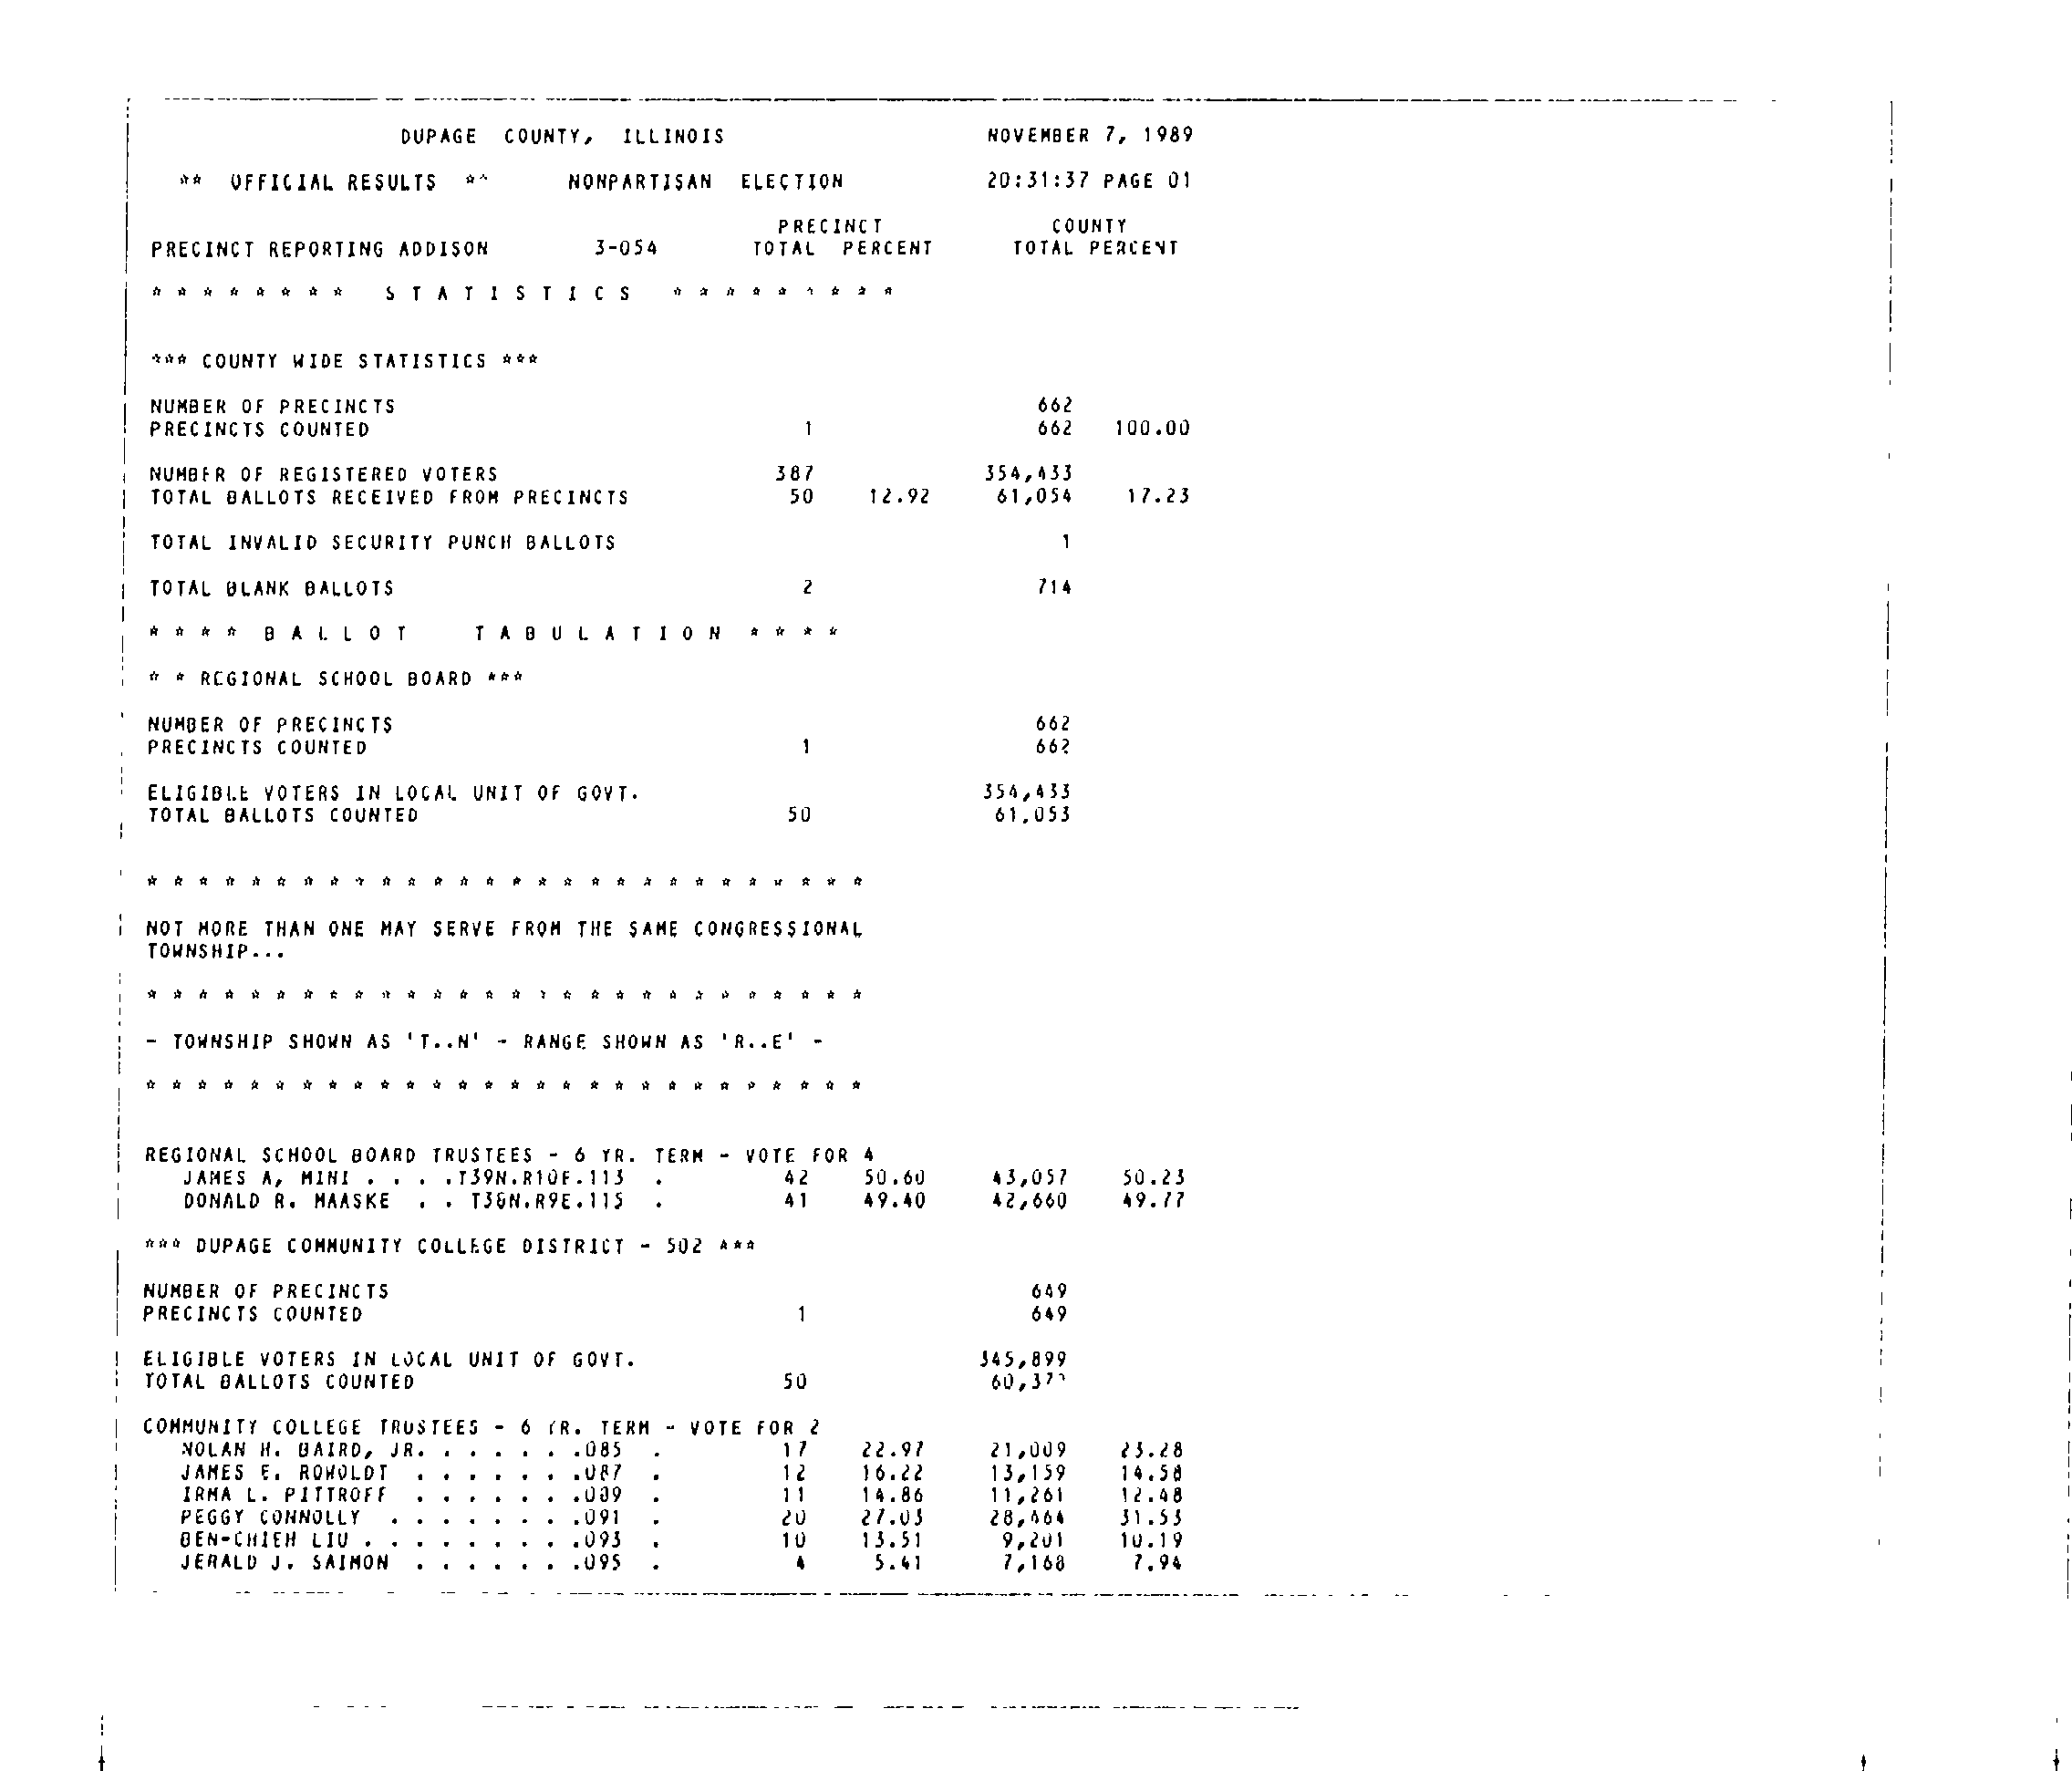 DUPAGE COUNTY, ILLINOIS NOVEMBER 7, 1989
** OFFICIAL RESULTS ** NONPARTISAN ELECTION 20:31:37 PAGE 01
PRECINCT COUNTY
PRECINCT REPORTING ADDISON 3-054 TOTAL PERCENT TOTAL PERCENT
* * * * * * * * S T A T I S T I C S * * * * * * * * *
*** COUNTY WIDE STATISTICS ***
NUMBER OF PRECINCTS 662
PRECINCTS COUNTED 1 662 100.00
NUMBER OF REGISTERED VOTERS 387 354,433
TOTAL BALLOTS RECEIVED FROM PRECINCTS 50 12.92 61,054 17.23
TOTAL INVALID SECURITY PUNCH BALLOTS 1
TOTAL BLANK BALLOTS 2 714
* * * * B A L L O T T A B U L A T I O N * * * *
* * REGIONAL SCHOOL BOARD ***
NUMBER OF PRECINCTS 662
PRECINCTS COUNTED 1 662
ELIGIBLE VOTERS IN LOCAL UNIT OF GOVT. 354,433
TOTAL BALLOTS COUNTED 50 61,053
* * * * * * * * * * * * * * * * * * * * * * * * * * * *
NOT MORE THAN ONE MAY SERVE FROM THE SAME CONGRESSIONAL
TOWNSHIP...
* * * * * * * * * * * * * * * * * * * * * * * * * * * *
- TOWNSHIP SHOWN AS 'T..N' - RANGE SHOWN AS 'R..E' -
* * * * * * * * * * * * * * * * * * * * * * * * * * * *
REGIONAL SCHOOL BOARD TRUSTEES - 6 YR. TERM - VOTE FOR 4
JAMES A, MINI . . . .T39N.R10E.113 . 42 50.60 43,057 50.23
DONALD R. MAASKE . . T38N.R9E.115 . 41 49.40 42,660 49.77
*** DUPAGE COMMUNITY COLLEGE DISTRICT - 502 ***
NUMBER OF PRECINCTS 649
PRECINCTS COUNTED 1 649
ELIGIBLE VOTERS IN LOCAL UNIT OF GOVT. 345,899
TOTAL BALLOTS COUNTED 50
COMMUNITY COLLEGE TRUSTEES - 6 YR. TERM - VOTE FOR 2
NOLAN H. BAIRD, JR. . . . . . .085 . 17 22.97 21,009 23.28
JAMES E. ROWOLDT . . . . . . .087 . 12 16.22 13,159 14.58
IRMA L. PITTROFF . . . . . . .089 . 11 14.86 11,261 12.48
PEGGY CONNOLLY . . . . . . . .091 . 20 27.03 28,464 31.53
BEN-CHIEH LIU . . . . . . . . .093 . 10 13.51 9,201 10.19
JERALD J. SAIMON . . . . . . .095 . 4 5.41 7,168 7.94